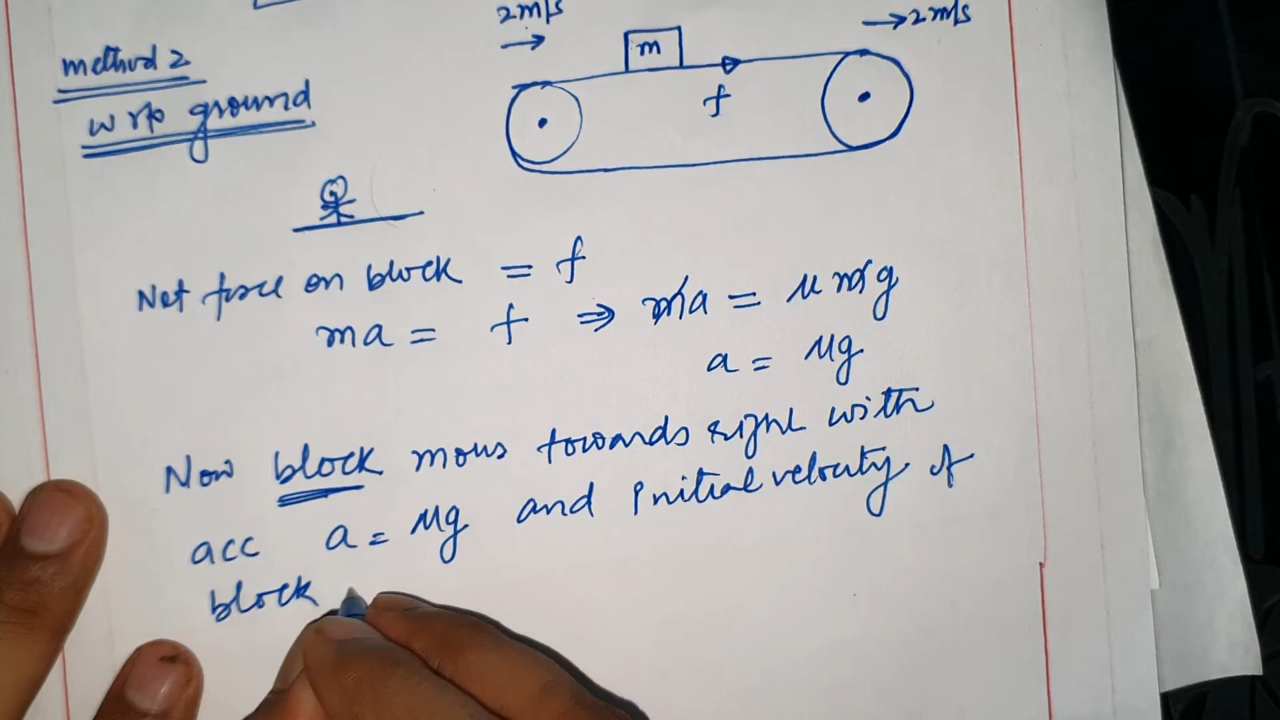 method 2
w r to ground
2m/s
→2m/s
m
f
Net force on block = f
ma = f ⇒ ma = μmg
a = μg
Now block moves towards right with
acc a = μg and initial velocity of
block